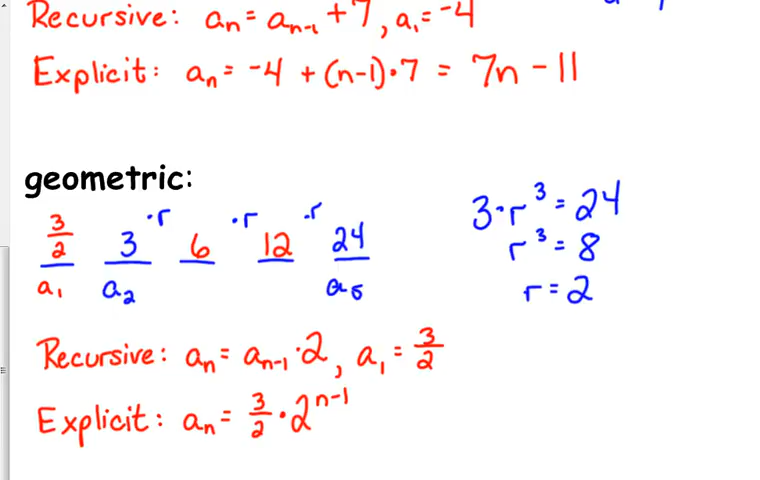 Recursive: aₙ = aₙ₋₁ + 7, a₁ = -4
Explicit: aₙ = -4 + (n-1)·7 = 7n - 11
geometric:
·r ·r ·r
3/2 3 6 12 24
a₁ a₂ a₅
3·r³ = 24
r³ = 8
r = 2
Recursive: aₙ = aₙ₋₁ · 2, a₁ = 3/2
Explicit: aₙ = 3/2 · 2ⁿ⁻¹